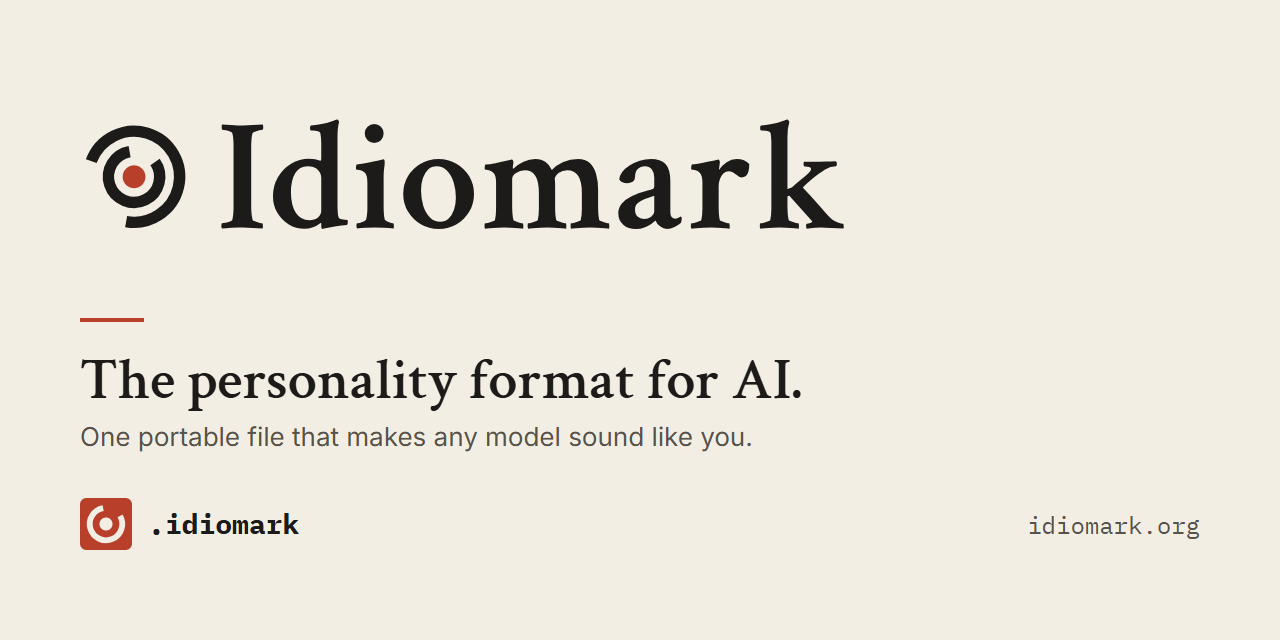 Idiomark
The personality format for AI.
One portable file that makes any model sound like you.
.idiomark
idiomark.org